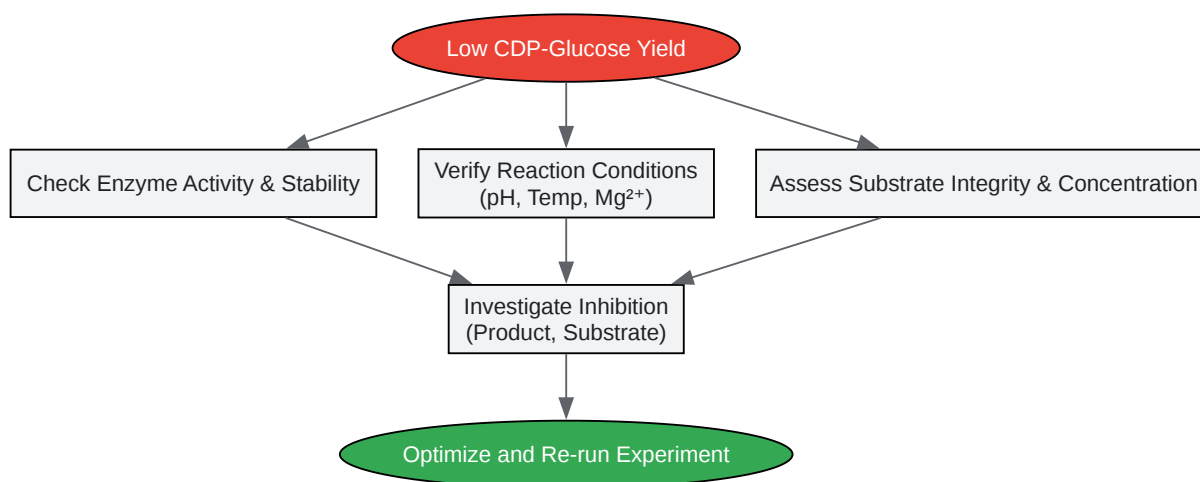 Low CDP-Glucose Yield
Check Enzyme Activity & Stability
Verify Reaction Conditions
(pH, Temp, Mg²⁺)
Assess Substrate Integrity & Concentration
Investigate Inhibition
(Product, Substrate)
Optimize and Re-run Experiment